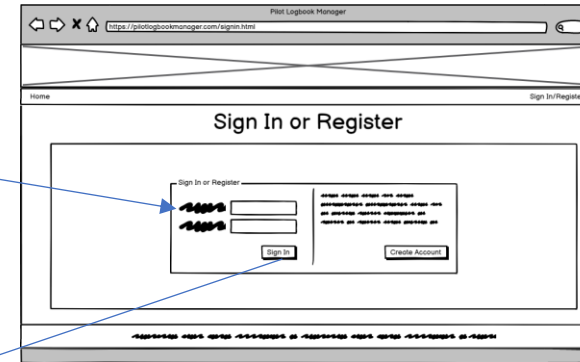 Pilot Logbook Manager
https://pilotlogbookmanager.com/signin.html
Home
Sign In/Register
Sign In or Register
Sign In or Register
Sign In
Create Account